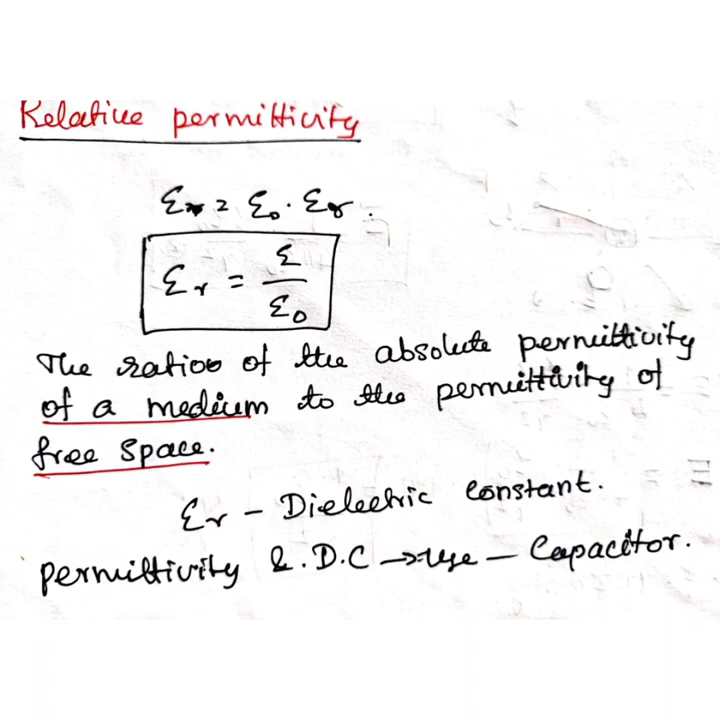 Relative permittivity
ε = ε₀ · εr.
εr = ε / ε₀
The ratio of the absolute permittivity
of a medium to the permittivity of
free space.
εr – Dielectric constant.
permittivity & D.C → use – Capacitor.